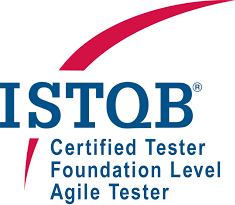 ISTQB®
Certified Tester
Foundation Level
Agile Tester